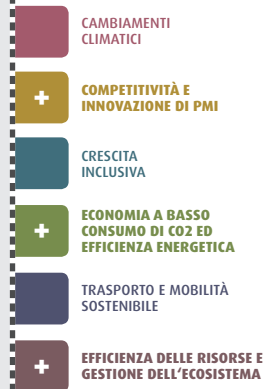 CAMBIAMENTI
CLIMATICI
+
COMPETITIVITÀ E
INNOVAZIONE DI PMI
CRESCITA
INCLUSIVA
+
ECONOMIA A BASSO
CONSUMO DI CO2 ED
EFFICIENZA ENERGETICA
TRASPORTO E MOBILITÀ
SOSTENIBILE
+
EFFICIENZA DELLE RISORSE E
GESTIONE DELL'ECOSISTEMA